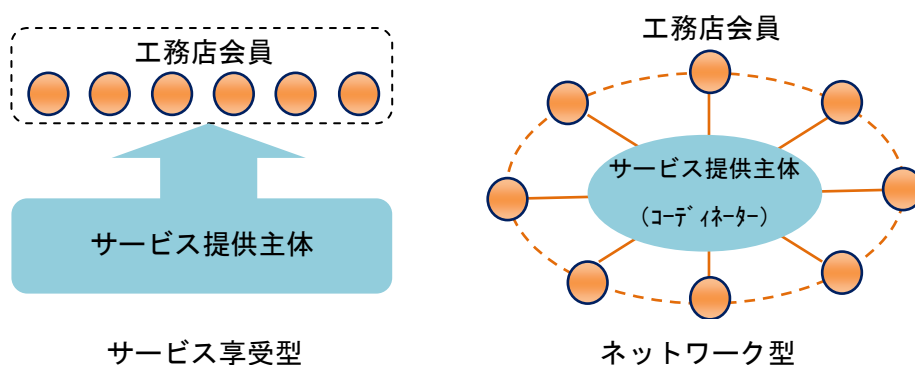 工務店会員
サービス提供主体
サービス享受型
工務店会員
サービス提供主体
（ｺｰﾃﾞｨﾈｰﾀｰ）
ネットワーク型